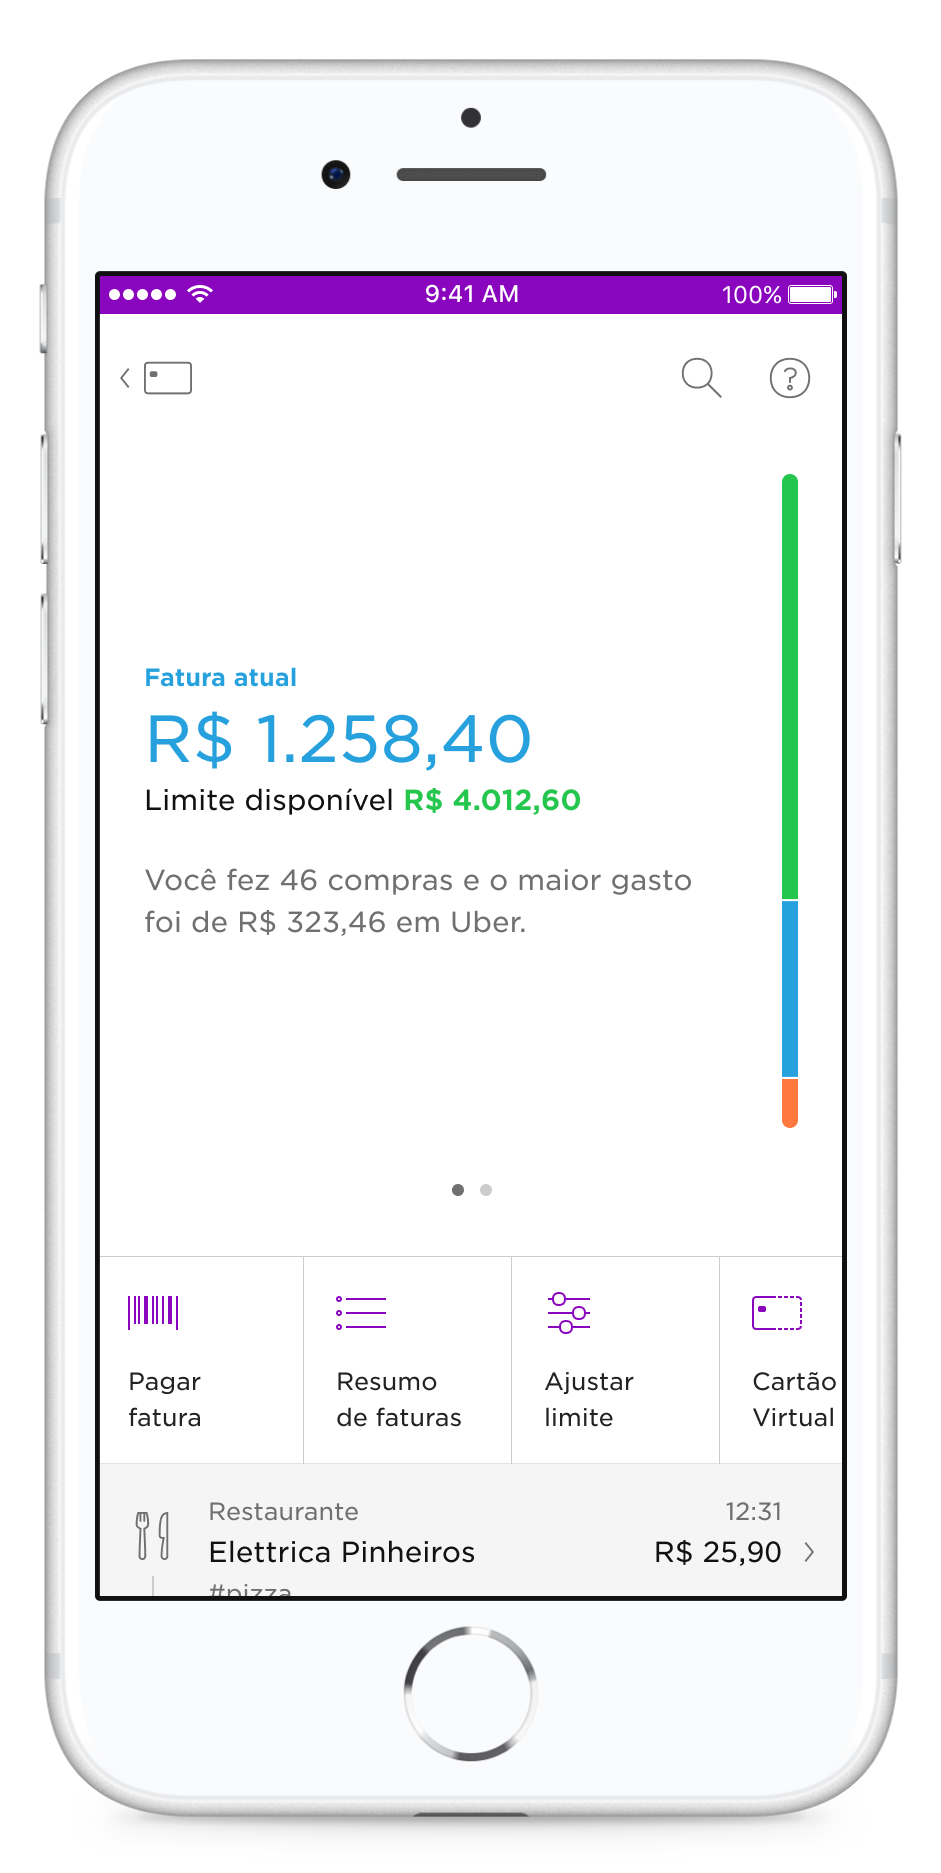 9:41 AM
100%
Fatura atual
R$ 1.258,40
Limite disponível R$ 4.012,60
Você fez 46 compras e o maior gasto
foi de R$ 323,46 em Uber.
Pagar
fatura
Resumo
de faturas
Ajustar
limite
Cartão
Virtual
Restaurante
12:31
Elettrica Pinheiros
R$ 25,90
#pizza